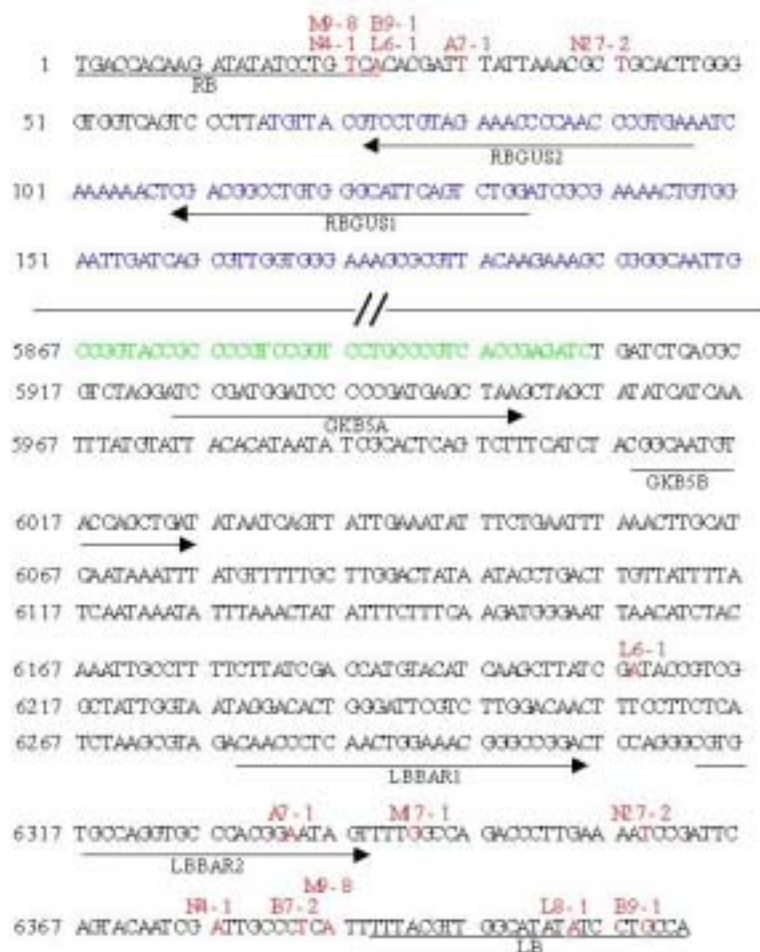 M9-8 B9-1
N4-1 L6-1 A7-1 N27-2
1 TGACCACAAG ATATATCCTG TCACACGATT TATTAAACGC TGCACTTGGG
RB
51 GTGGTCAGTC CCTTATGTTA CGTCCTGTAG AAACCCCAAC CCGTGAAATC
RBGUS2
101 AAAAAACTCG ACGGCCTGTG GGCATTCAGT CTGGATCGCG AAAACTGTGG
RBGUS1
151 AATTGATCAG CGTTGGTGGG AAAGCGCGTT ACAAGAAAGC CGGGCAATTG
5867 CCGGTACCGC CCCGTCCGGT CCTGCCCGTC ACCGAGATCT GATCTCACGC
5917 GTCTAGGATC CGATGGATCC CCCGATGAGC TAAGCTAGCT ATATCATCAA
GKB5A
5967 TTTATGTATT ACACATAATA TCGCACTCAG TCTTTCATCT ACGGCAATGT
GKB5B
6017 ACCAGCTGAT ATAATCAGTT ATTGAAATAT TTCTGAATTT AAACTTGCAT
6067 CAATAAATTT ATGTTTTTGC TTGGACTATA ATACCTGACT TGTTATTTTA
6117 TCAATAAATA TTTAAACTAT ATTTCTTTCA AGATGGGAAT TAACATCTAC
L6-1
6167 AAATTGCCTT TTCTTATCGA CCATGTACAT CAAGCTTATC GATACCGTCG
6217 GCTATTGGTA ATAGGACACT GGGATTCGTC TTGGACAACT TTCCTTCTCA
6267 TCTAAGCGTA GACAACCCTC AACTGGAAAC GGGCCGGACT CCAGGGCGTG
LBBAR1
A7-1 M17-1 N27-2
6317 TGCCAGGTGC CCACGGAATA GTTTTGGCCA GACCCTTGAA AATCCGATTC
LBBAR2
M9-8
N4-1 B7-2 L8-1 B9-1
6367 AGTACAATCG ATTGCCCTCA TTTTTACGTT GGCATATATC CTGCCA
LB